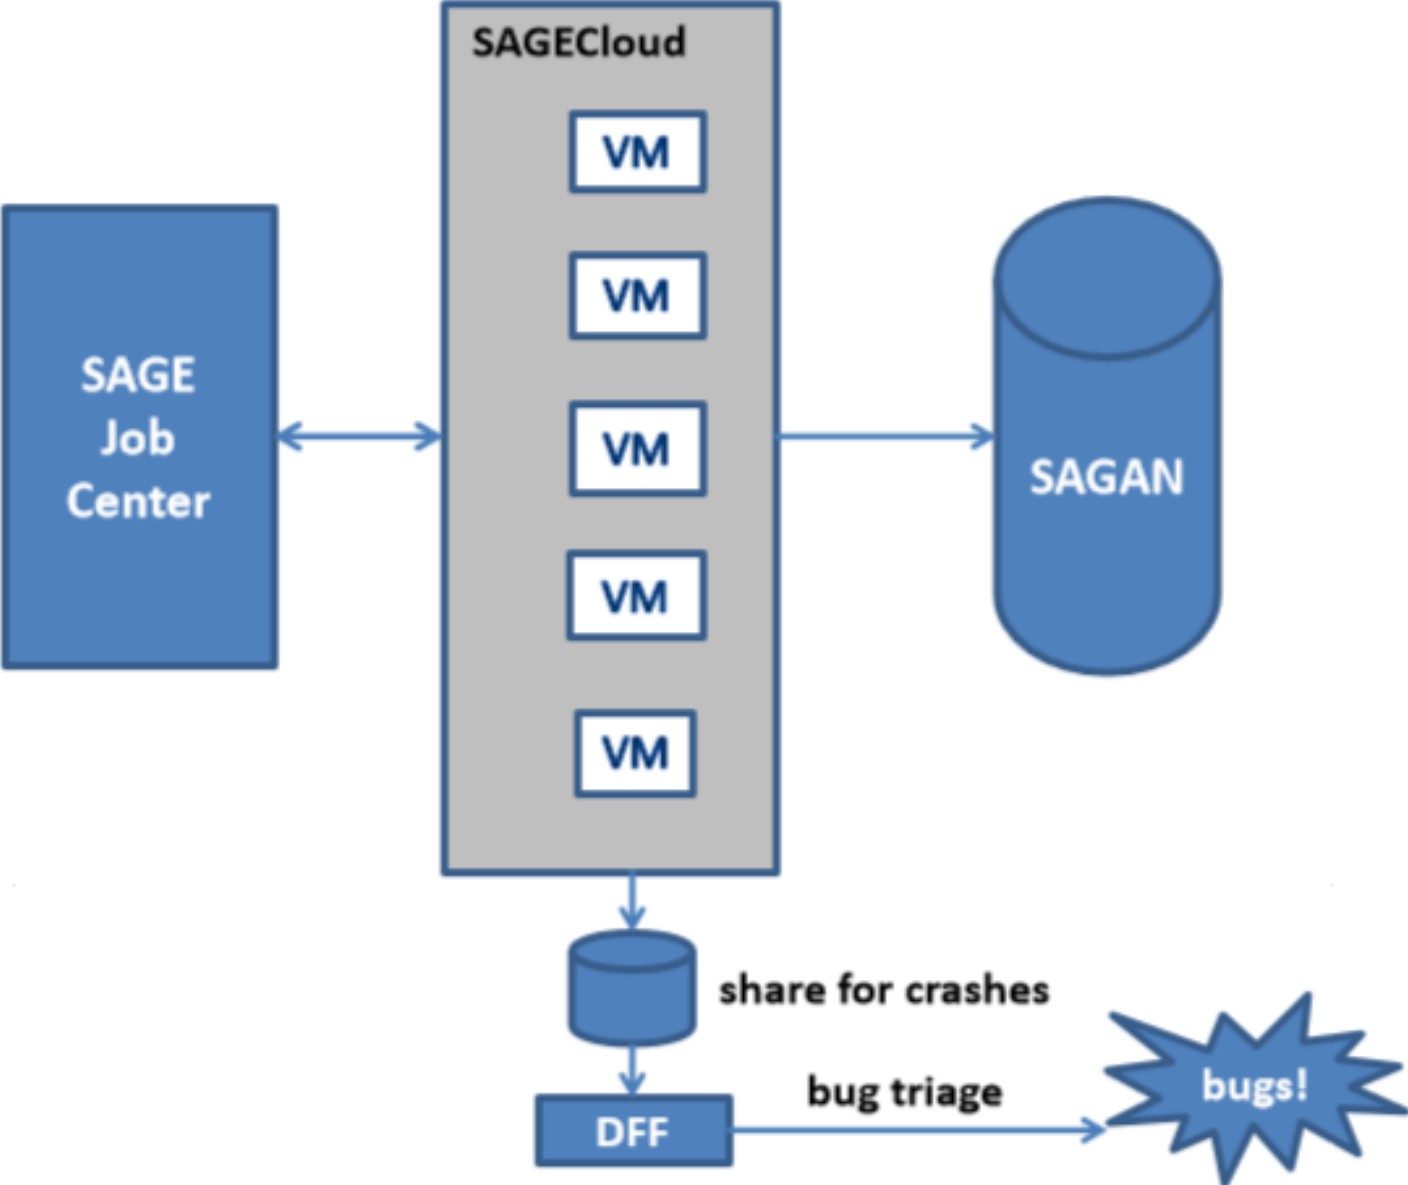 SAGECloud
VM
VM
VM
VM
VM
SAGE
Job
Center
SAGAN
share for crashes
bug triage
bugs!
DFF